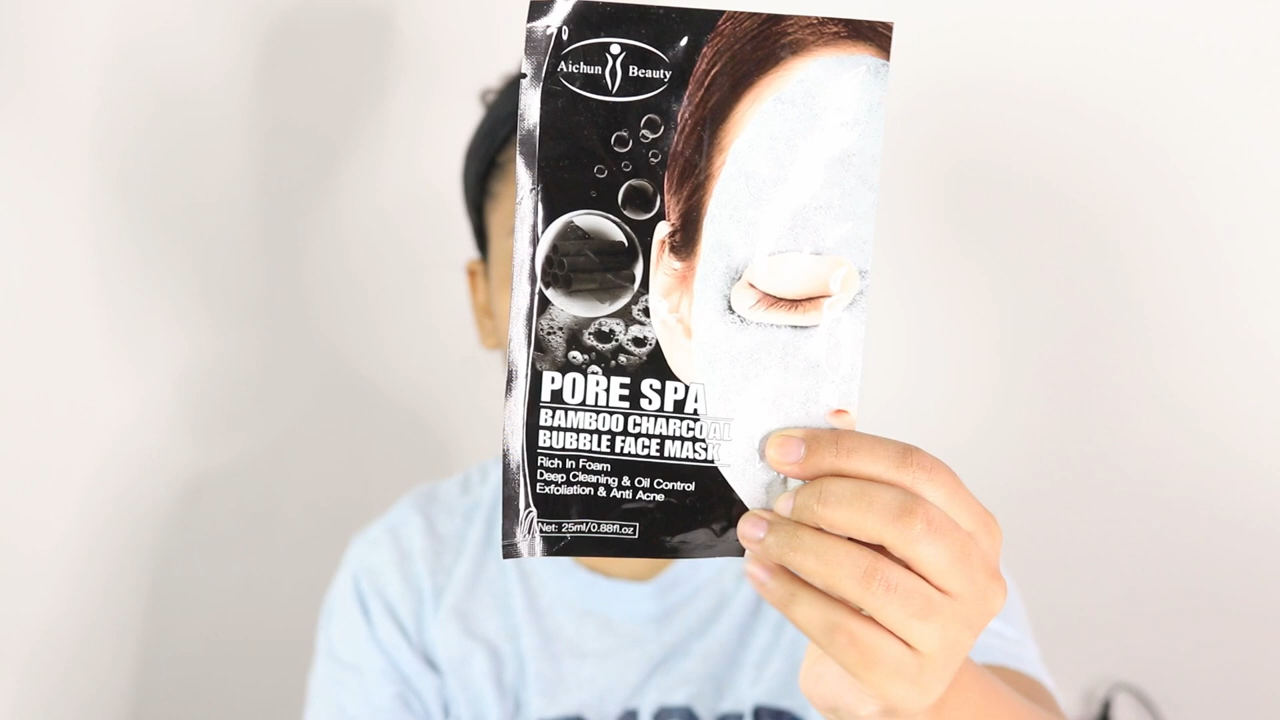 Aichun Beauty
PORE SPA
BAMBOO CHARCOAL
BUBBLE FACE MASK
Rich In Foam
Deep Cleaning & Oil Control
Exfoliation & Anti Acne
Net: 25ml/0.88fl.oz